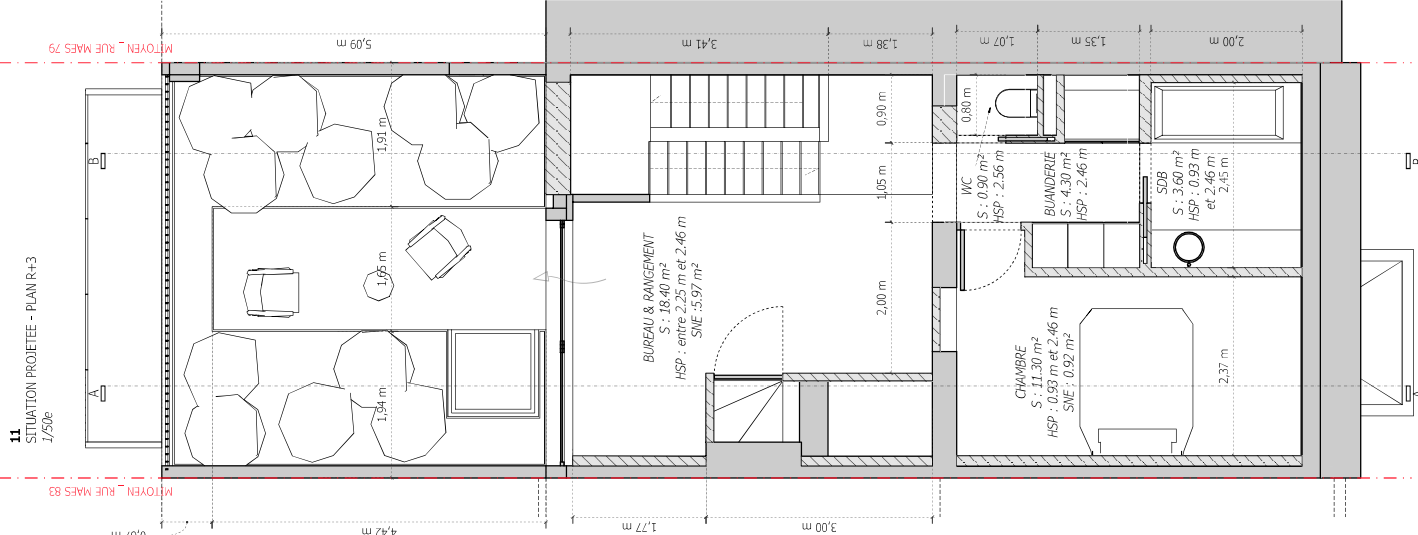 11
SITUATION PROJETEE - PLAN R+3
1/50e
MITOYEN _ RUE MAES 79
5,09 m
3,41 m
1,38 m
1,07 m
1,35 m
2,00 m
B
A
1,91 m
1,65 m
1,94 m
0,90 m
1,05 m
2,00 m
0,80 m
WC
S : 0.90 m²
HSP : 2.56 m
BUANDERIE
S : 4.30 m²
HSP : 2.46 m
SDB
S : 3.60 m²
HSP : 0.93 m
et 2.46 m
2,45 m
BUREAU & RANGEMENT
S : 18.40 m²
HSP : entre 2.25 m et 2.46 m
SNE :5.97 m²
CHAMBRE
S : 11.30 m²
HSP : 0.93 m et 2.46 m
SNE : 0.92 m²
2,37 m
MITOYEN _ RUE MAES 83
4,42 m
1,77 m
3,00 m